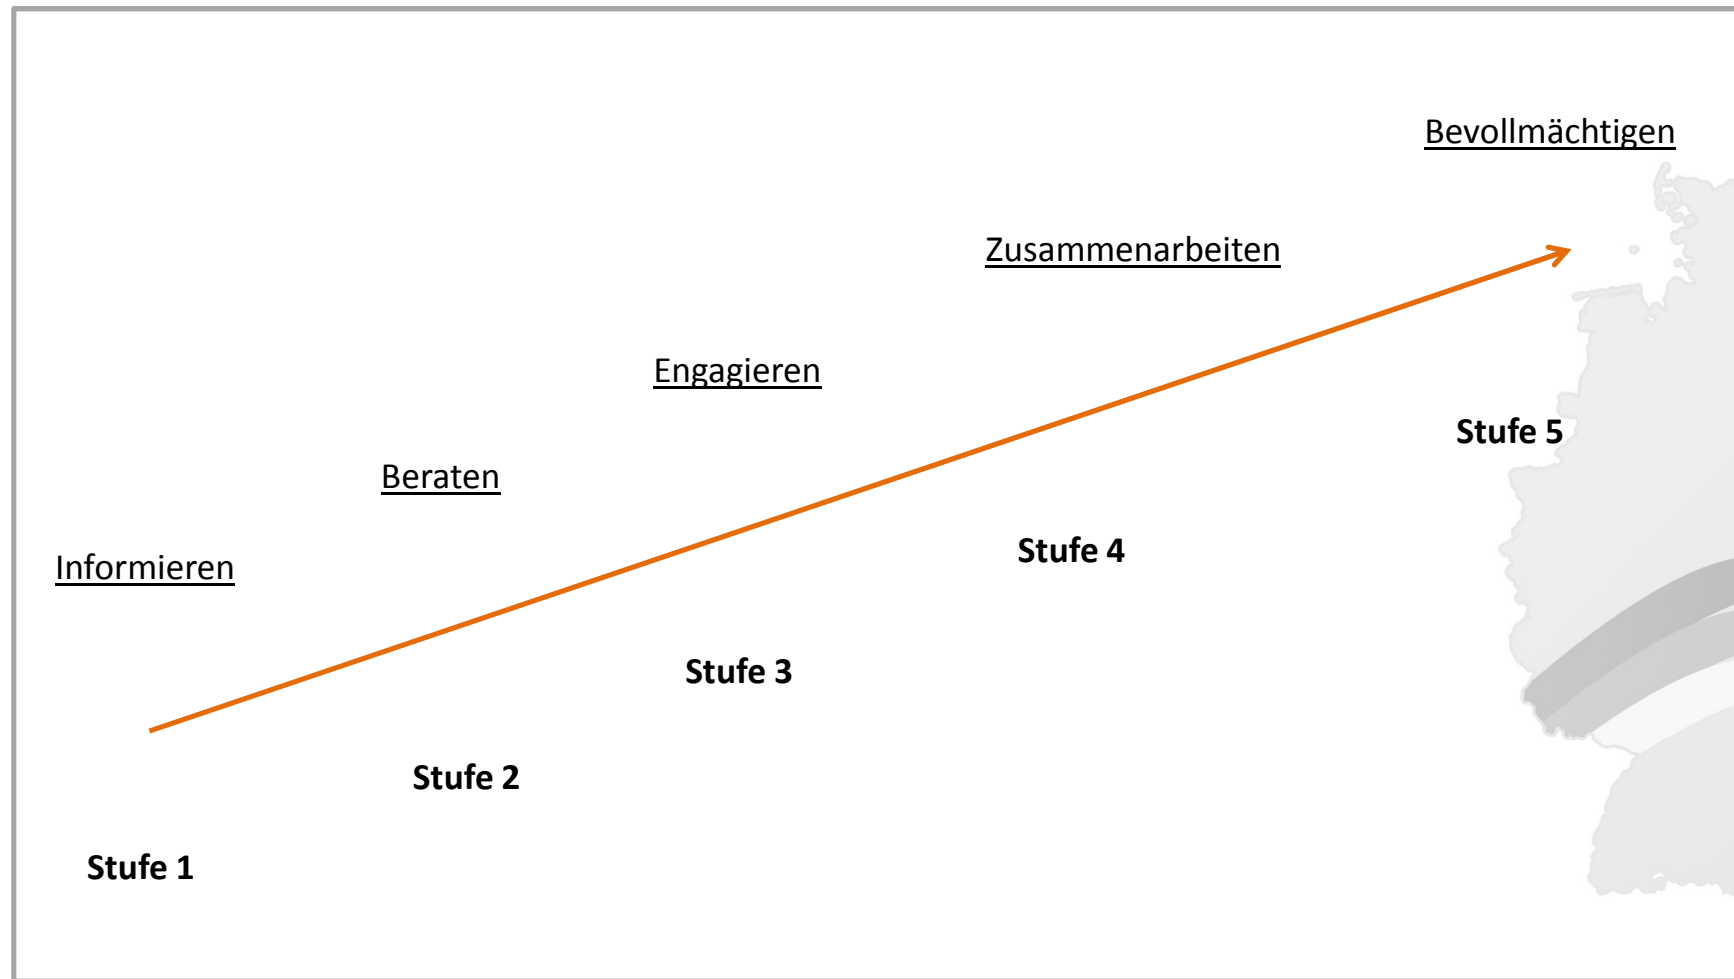 Bevollmächtigen
Zusammenarbeiten
Engagieren
Stufe 5
Beraten
Stufe 4
Informieren
Stufe 3
Stufe 2
Stufe 1